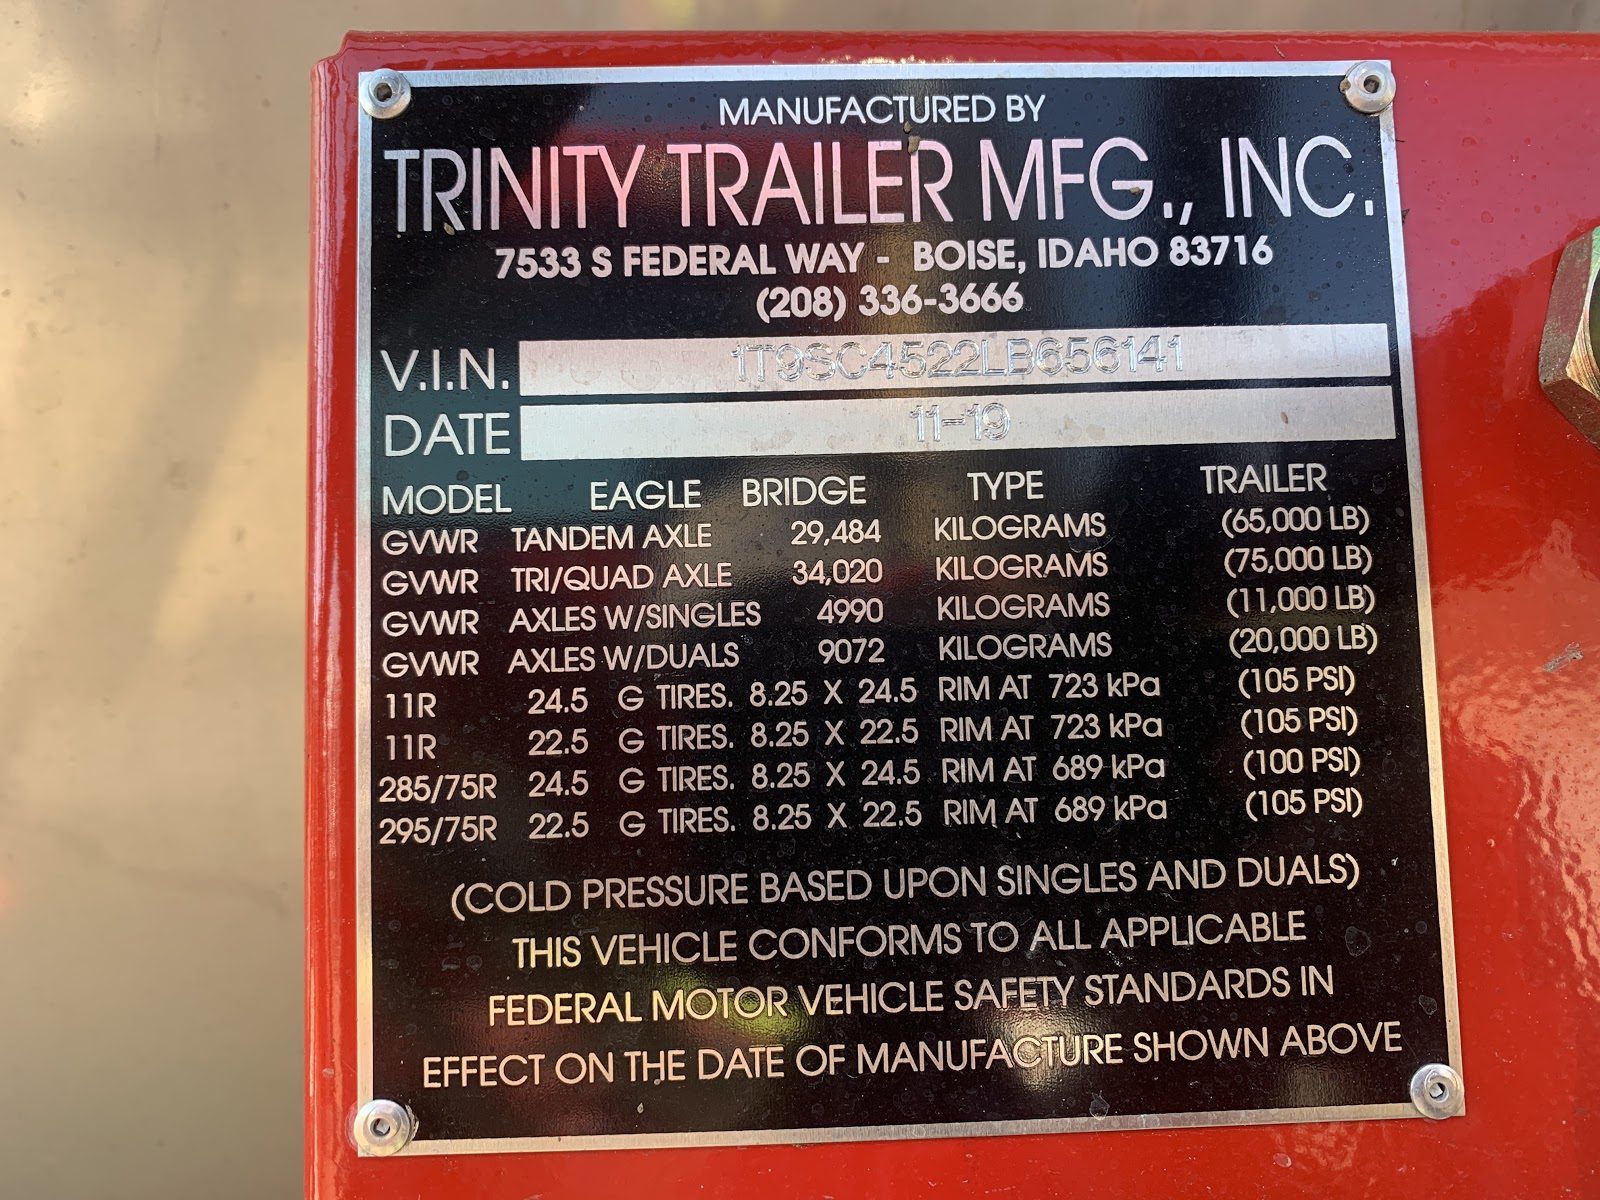 MANUFACTURED BY
TRINITY TRAILER MFG., INC.
7533 S FEDERAL WAY - BOISE, IDAHO 83716
(208) 336-3666
V.I.N. 1T9SC4522LB656141
DATE 11-19
MODEL EAGLE BRIDGE TYPE TRAILER
GVWR TANDEM AXLE 29,484 KILOGRAMS (65,000 LB)
GVWR TRI/QUAD AXLE 34,020 KILOGRAMS (75,000 LB)
GVWR AXLES W/SINGLES 4990 KILOGRAMS (11,000 LB)
GVWR AXLES W/DUALS 9072 KILOGRAMS (20,000 LB)
11R 24.5 G TIRES. 8.25 X 24.5 RIM AT 723 kPa (105 PSI)
11R 22.5 G TIRES. 8.25 X 22.5 RIM AT 723 kPa (105 PSI)
285/75R 24.5 G TIRES. 8.25 X 24.5 RIM AT 689 kPa (100 PSI)
295/75R 22.5 G TIRES. 8.25 X 22.5 RIM AT 689 kPa (105 PSI)
(COLD PRESSURE BASED UPON SINGLES AND DUALS)
THIS VEHICLE CONFORMS TO ALL APPLICABLE
FEDERAL MOTOR VEHICLE SAFETY STANDARDS IN
EFFECT ON THE DATE OF MANUFACTURE SHOWN ABOVE